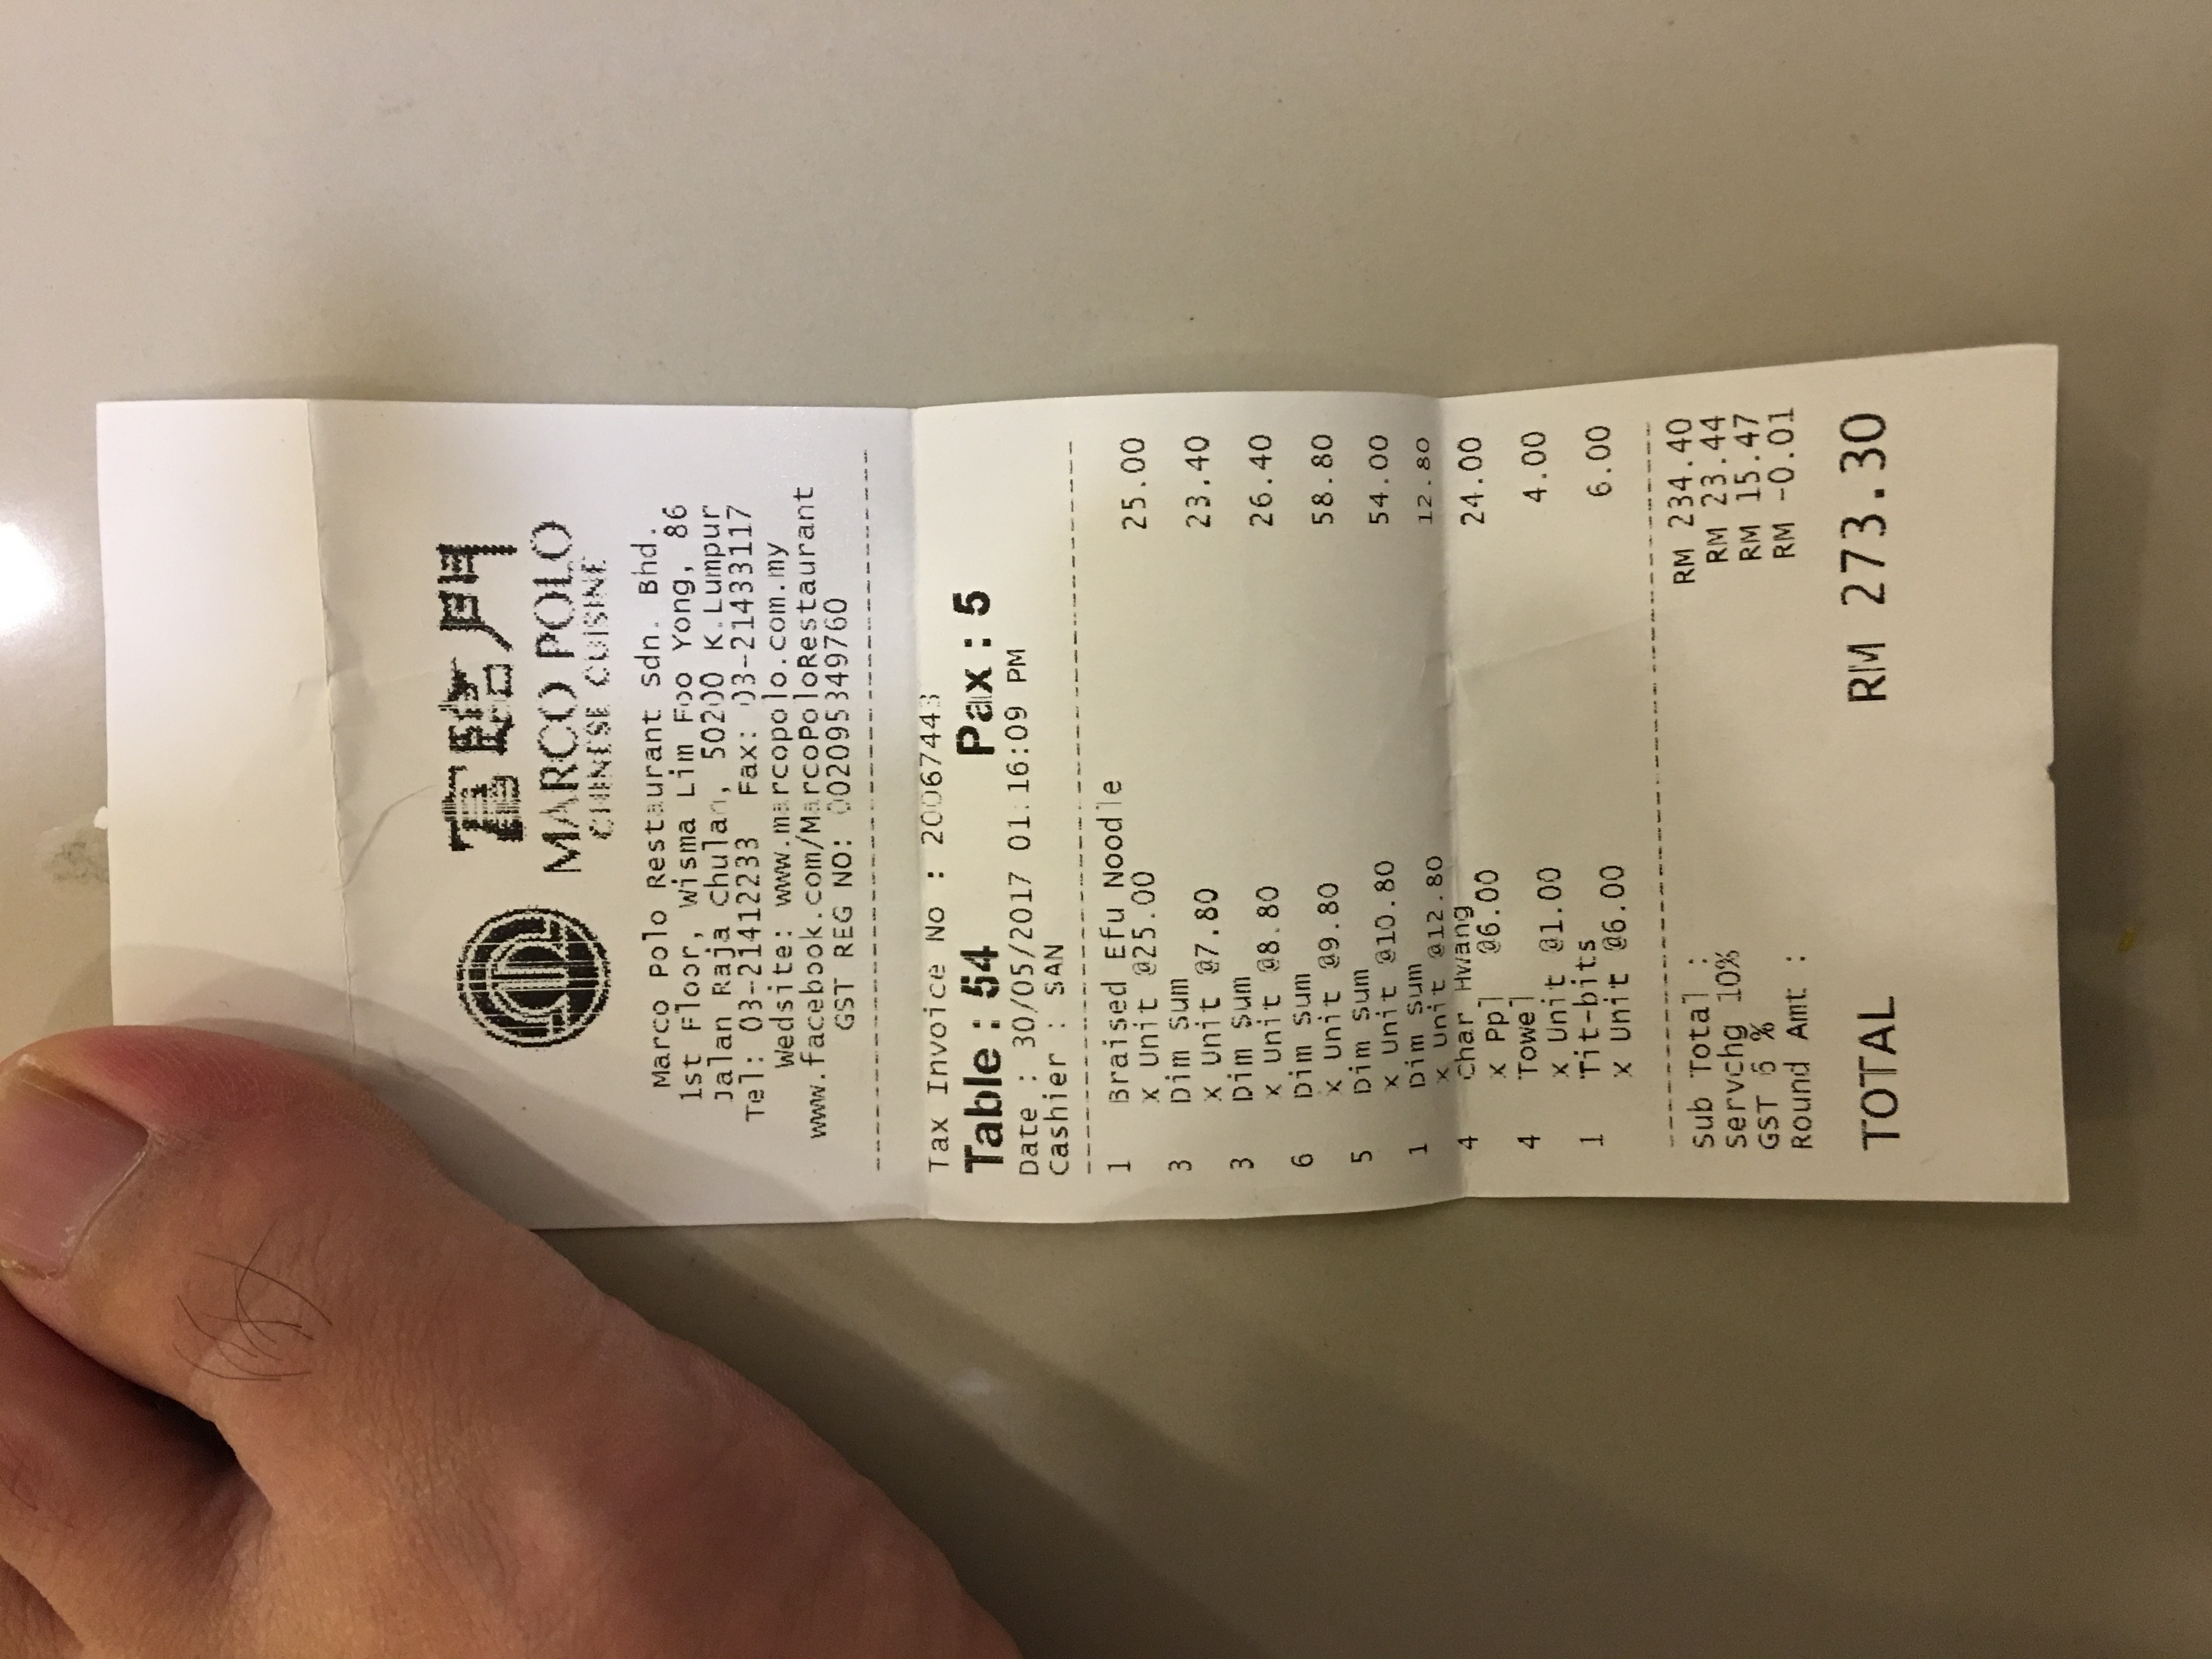 富臨門
MARCO POLO
CHINESE CUISINE
Marco Polo Restaurant Sdn. Bhd.
1st Floor, Wisma Lim Foo Yong, 86
Jalan Raja Chulan, 50200 K.Lumpur
Tel: 03-21412233 Fax: 03-21433117
Wedsite: www.marcopolo.com.my
www.facebook.com/MarcoPoloRestaurant
GST REG NO: 002095849760
Tax Invoice No : 20067443
Table : 54 Pax : 5
Date : 30/05/2017 01:16:09 PM
Cashier : SAN
1 Braised Efu Noodle
x Unit @25.00 25.00
3 Dim Sum
x Unit @7.80 23.40
3 Dim Sum
x Unit @8.80 26.40
6 Dim Sum
x Unit @9.80 58.80
5 Dim Sum
x Unit @10.80 54.00
1 Dim Sum
x Unit @12.80 12.80
4 Char Hwang
x Ppl @6.00 24.00
4 Towel
x Unit @1.00 4.00
1 Tit-bits
x Unit @6.00 6.00
Sub Total : RM 234.40
Servchg 10% RM 23.44
GST 6 % RM 15.47
Round Amt : RM -0.01
TOTAL RM 273.30